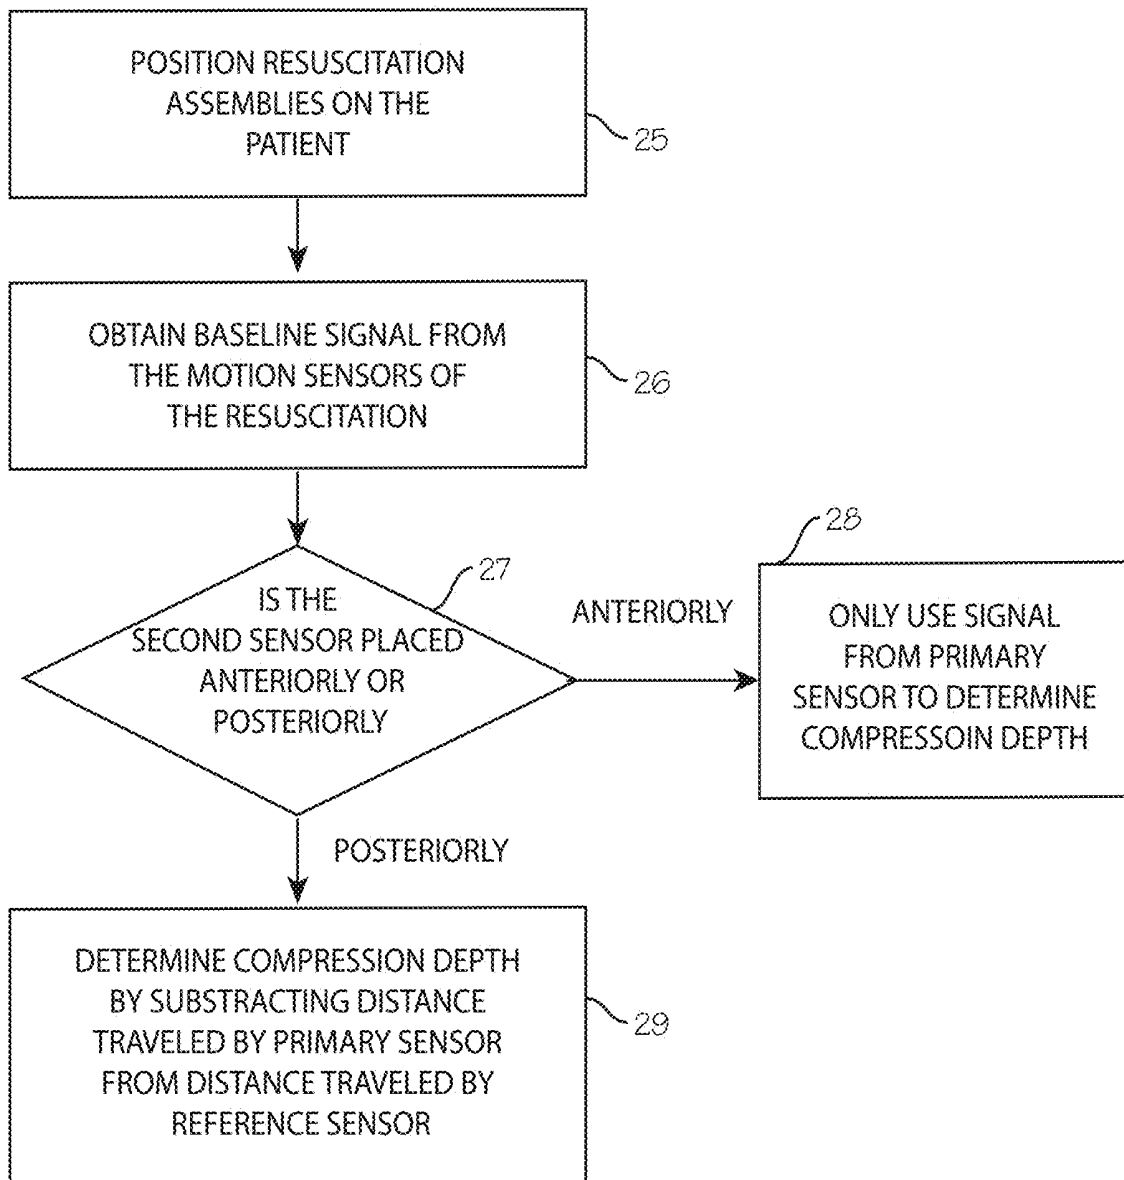 POSITION RESUSCITATION
ASSEMBLIES ON THE
PATIENT
25
OBTAIN BASELINE SIGNAL FROM
THE MOTION SENSORS OF
THE RESUSCITATION
26
IS THE
SECOND SENSOR PLACED
ANTERIORLY OR
POSTERIORLY
27
ANTERIORLY
28
ONLY USE SIGNAL
FROM PRIMARY
SENSOR TO DETERMINE
COMPRESSOIN DEPTH
POSTERIORLY
DETERMINE COMPRESSION DEPTH
BY SUBSTRACTING DISTANCE
TRAVELED BY PRIMARY SENSOR
FROM DISTANCE TRAVELED BY
REFERENCE SENSOR
29